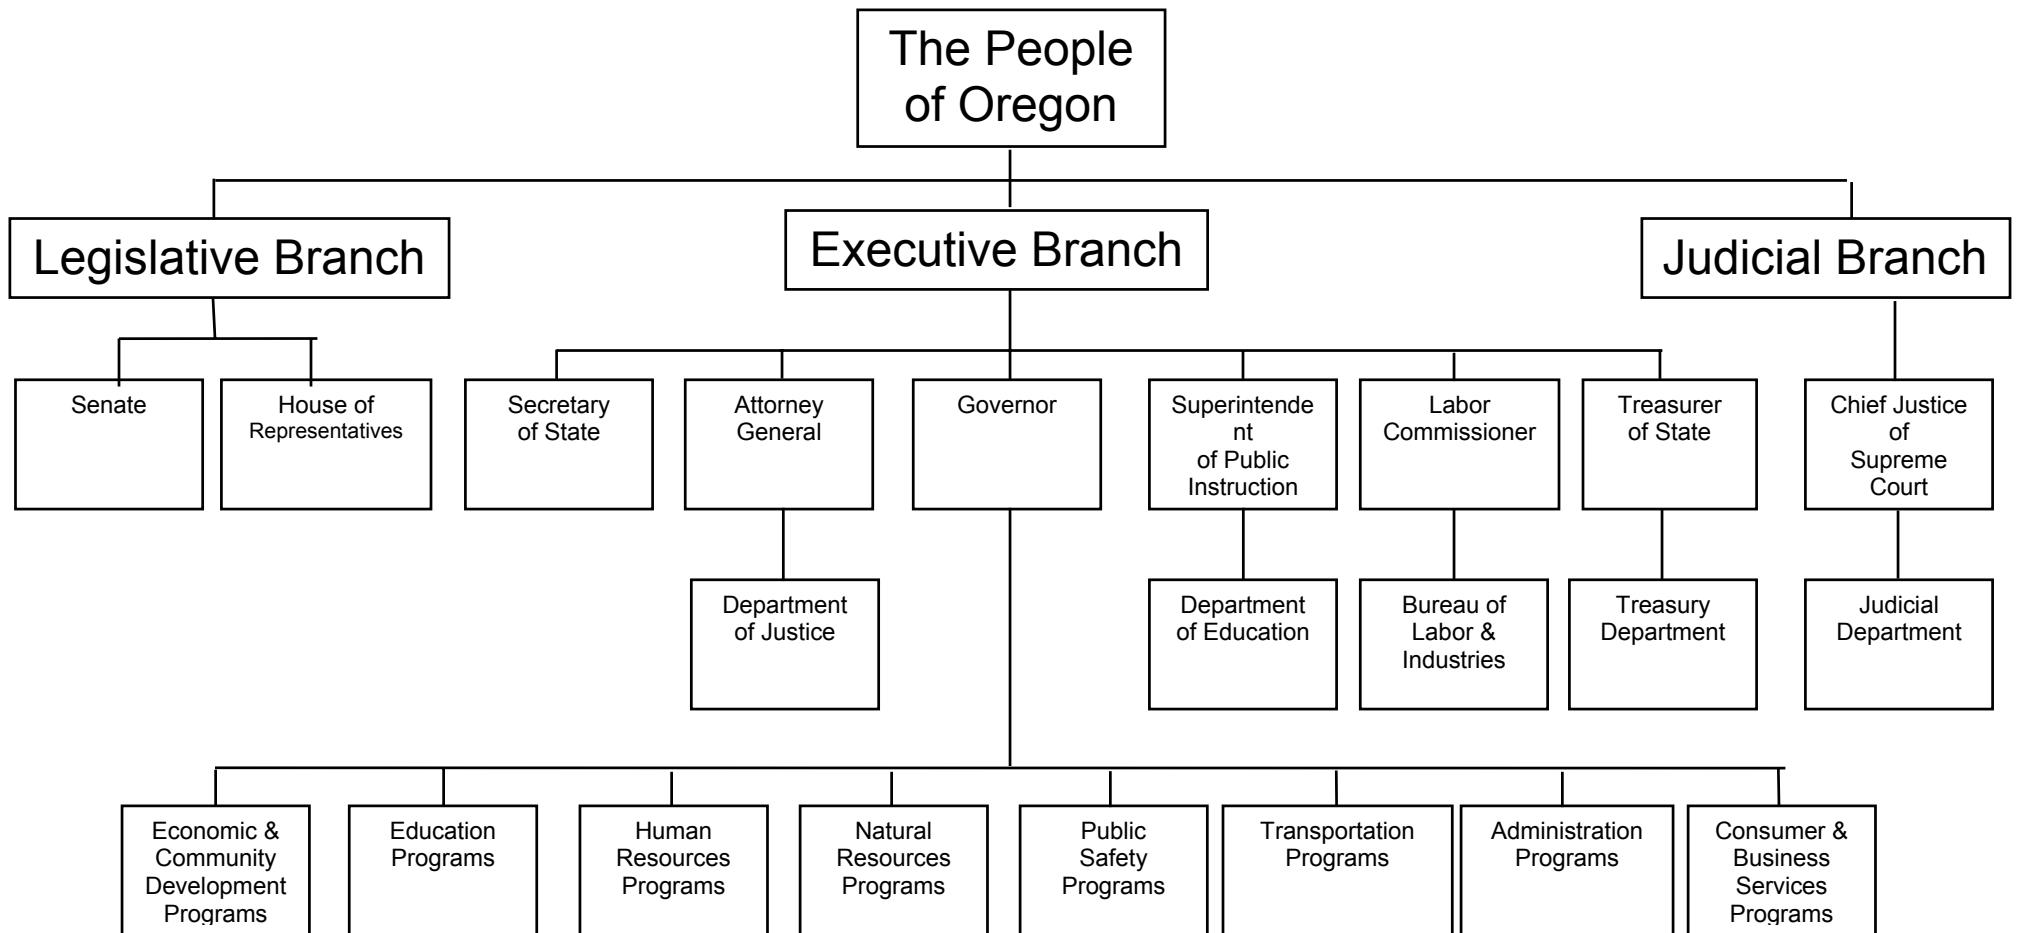 The People
of Oregon
Legislative Branch
Executive Branch
Judicial Branch
Senate
House of
Representatives
Secretary
of State
Attorney
General
Governor
Superintende
nt
of Public
Instruction
Labor
Commissioner
Treasurer
of State
Chief Justice
of
Supreme
Court
Department
of Justice
Department
of Education
Bureau of
Labor &
Industries
Treasury
Department
Judicial
Department
Economic &
Community
Development
Programs
Education
Programs
Human
Resources
Programs
Natural
Resources
Programs
Public
Safety
Programs
Transportation
Programs
Administration
Programs
Consumer &
Business
Services
Programs